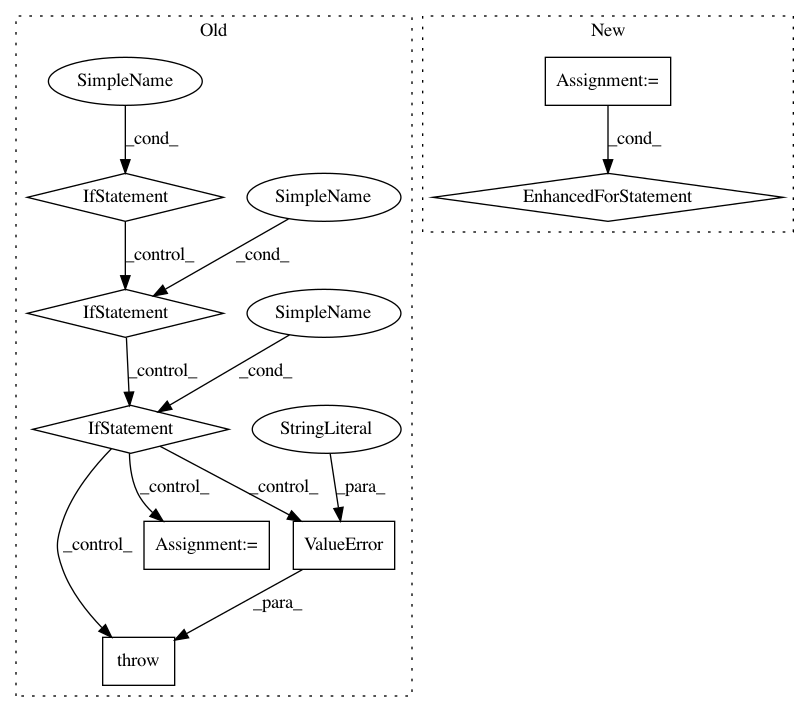 Old
New
SimpleName
Assignment:=
_cond_
_cond_
IfStatement
SimpleName
EnhancedForStatement
_control_
_cond_
IfStatement
SimpleName
_control_
_cond_
IfStatement
StringLiteral
_control_
_control_
_para_
_control_
Assignment:=
ValueError
_para_
throw